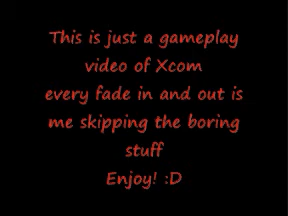 This is just a gameplay
video of Xcom
every fade in and out is
me skipping the boring
stuff
Enjoy! :D